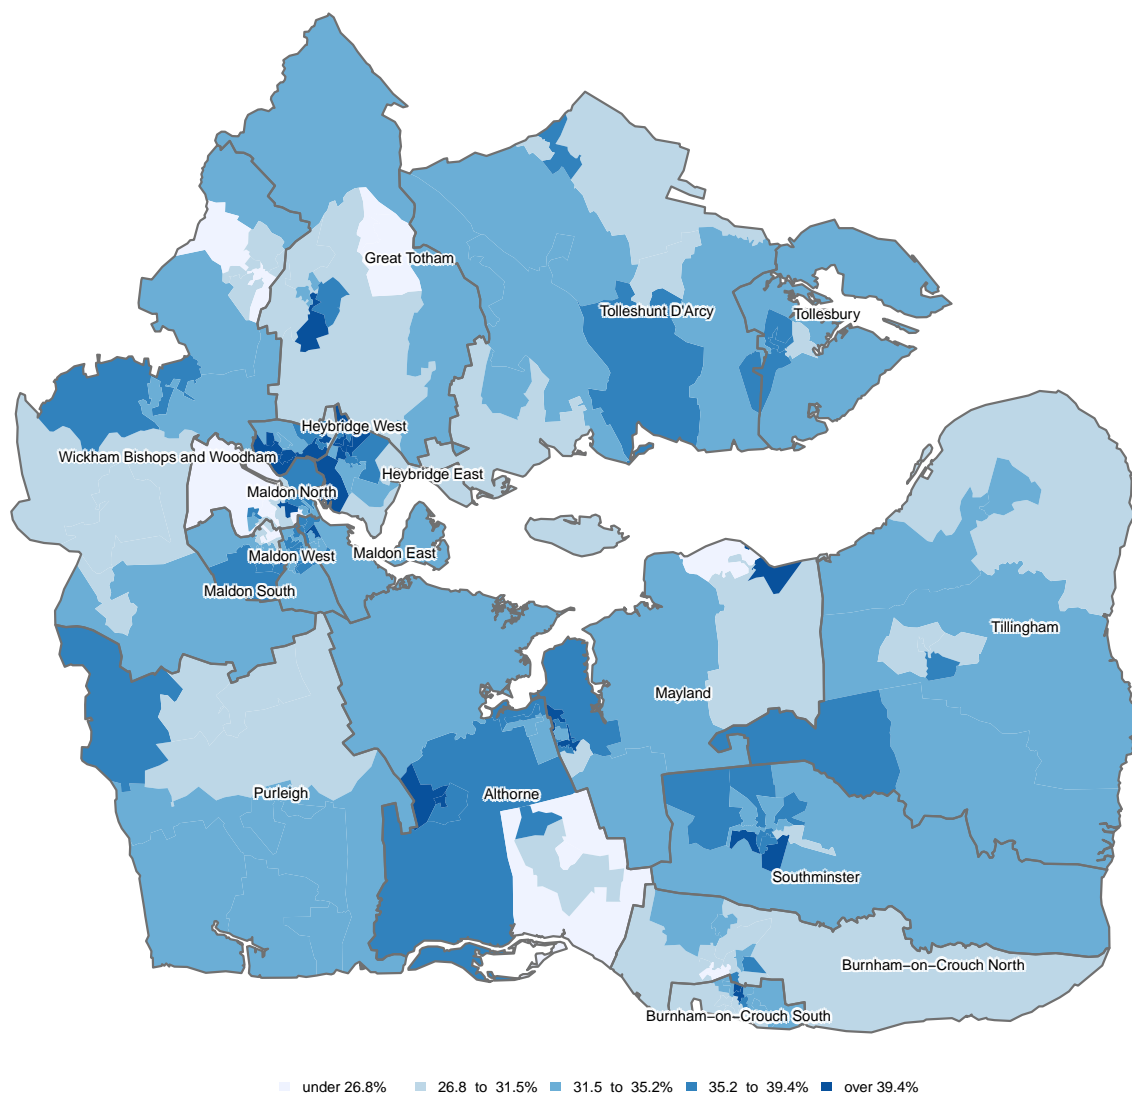 Great Totham
Tolleshunt D'Arcy
Tollesbury
Heybridge West
Wickham Bishops and Woodham
Heybridge East
Maldon North
Maldon West
Maldon East
Maldon South
Tillingham
Mayland
Purleigh
Althorne
Southminster
Burnham−on−Crouch North
Burnham−on−Crouch South
under 26.8%
26.8 to 31.5%
31.5 to 35.2%
35.2 to 39.4%
over 39.4%